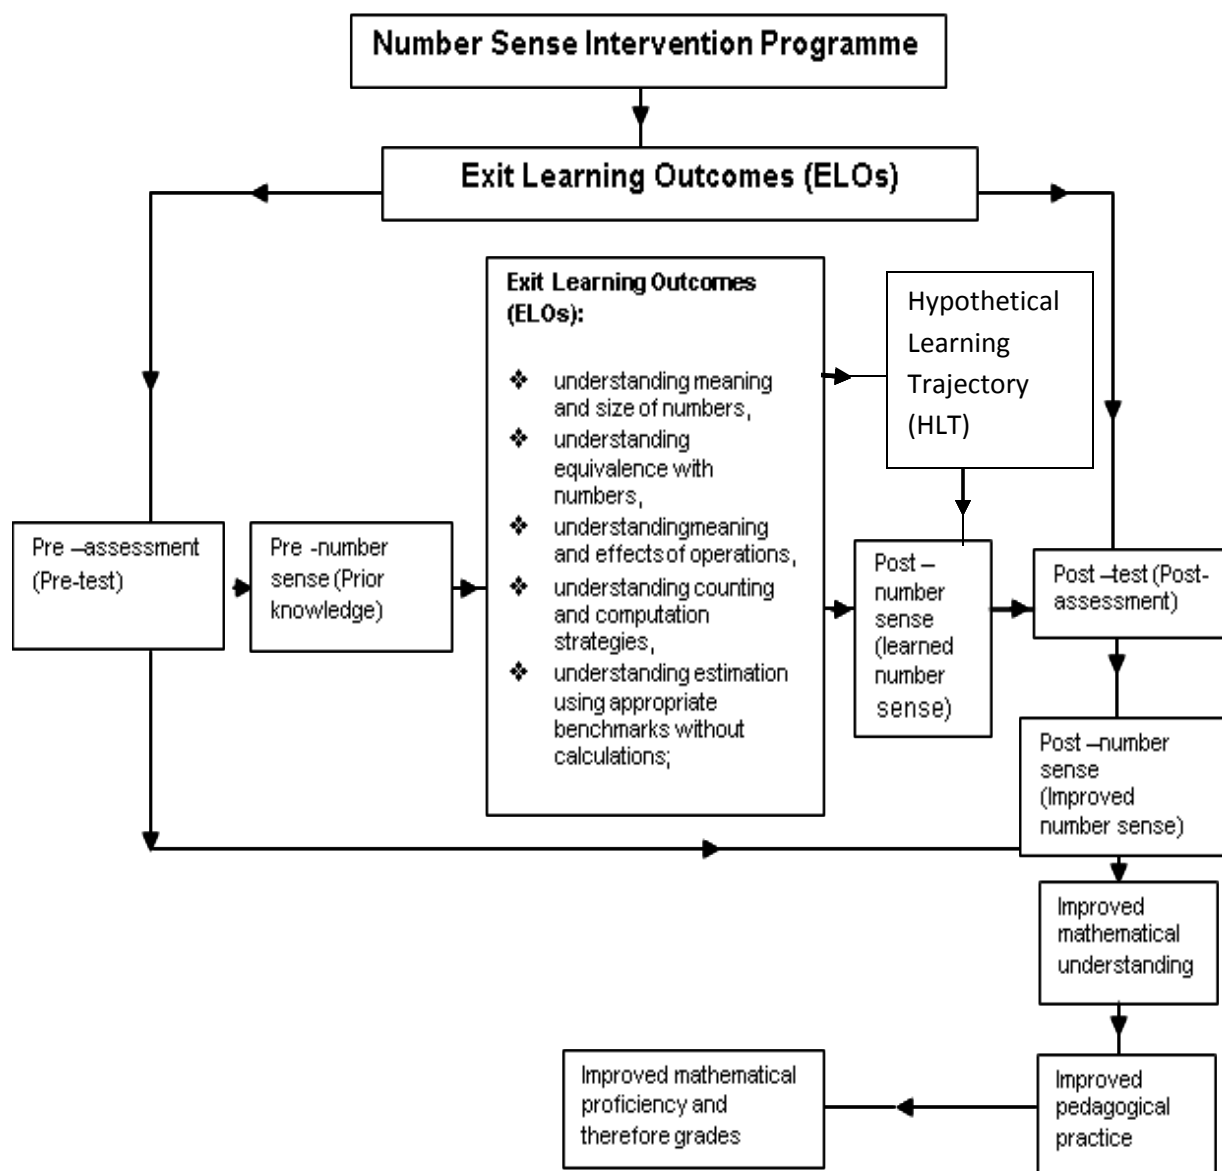 Number Sense Intervention Programme
Exit Learning Outcomes (ELOs)
Pre –assessment
(Pre-test)
Pre -number
sense (Prior
knowledge)
Exit Learning Outcomes
(ELOs):
❖ understanding meaning
and size of numbers,
❖ understanding
equivalence with
numbers,
❖ understandingmeaning
and effects of operations,
❖ understanding counting
and computation
strategies,
❖ understanding estimation
using appropriate
benchmarks without
calculations;
Hypothetical
Learning
Trajectory
(HLT)
Post –
number
sense
(learned
number
sense)
Post –test (Post-
assessment)
Post –number
sense
(Improved
number sense)
Improved
mathematical
understanding
Improved
pedagogical
practice
Improved mathematical
proficiency and
therefore grades